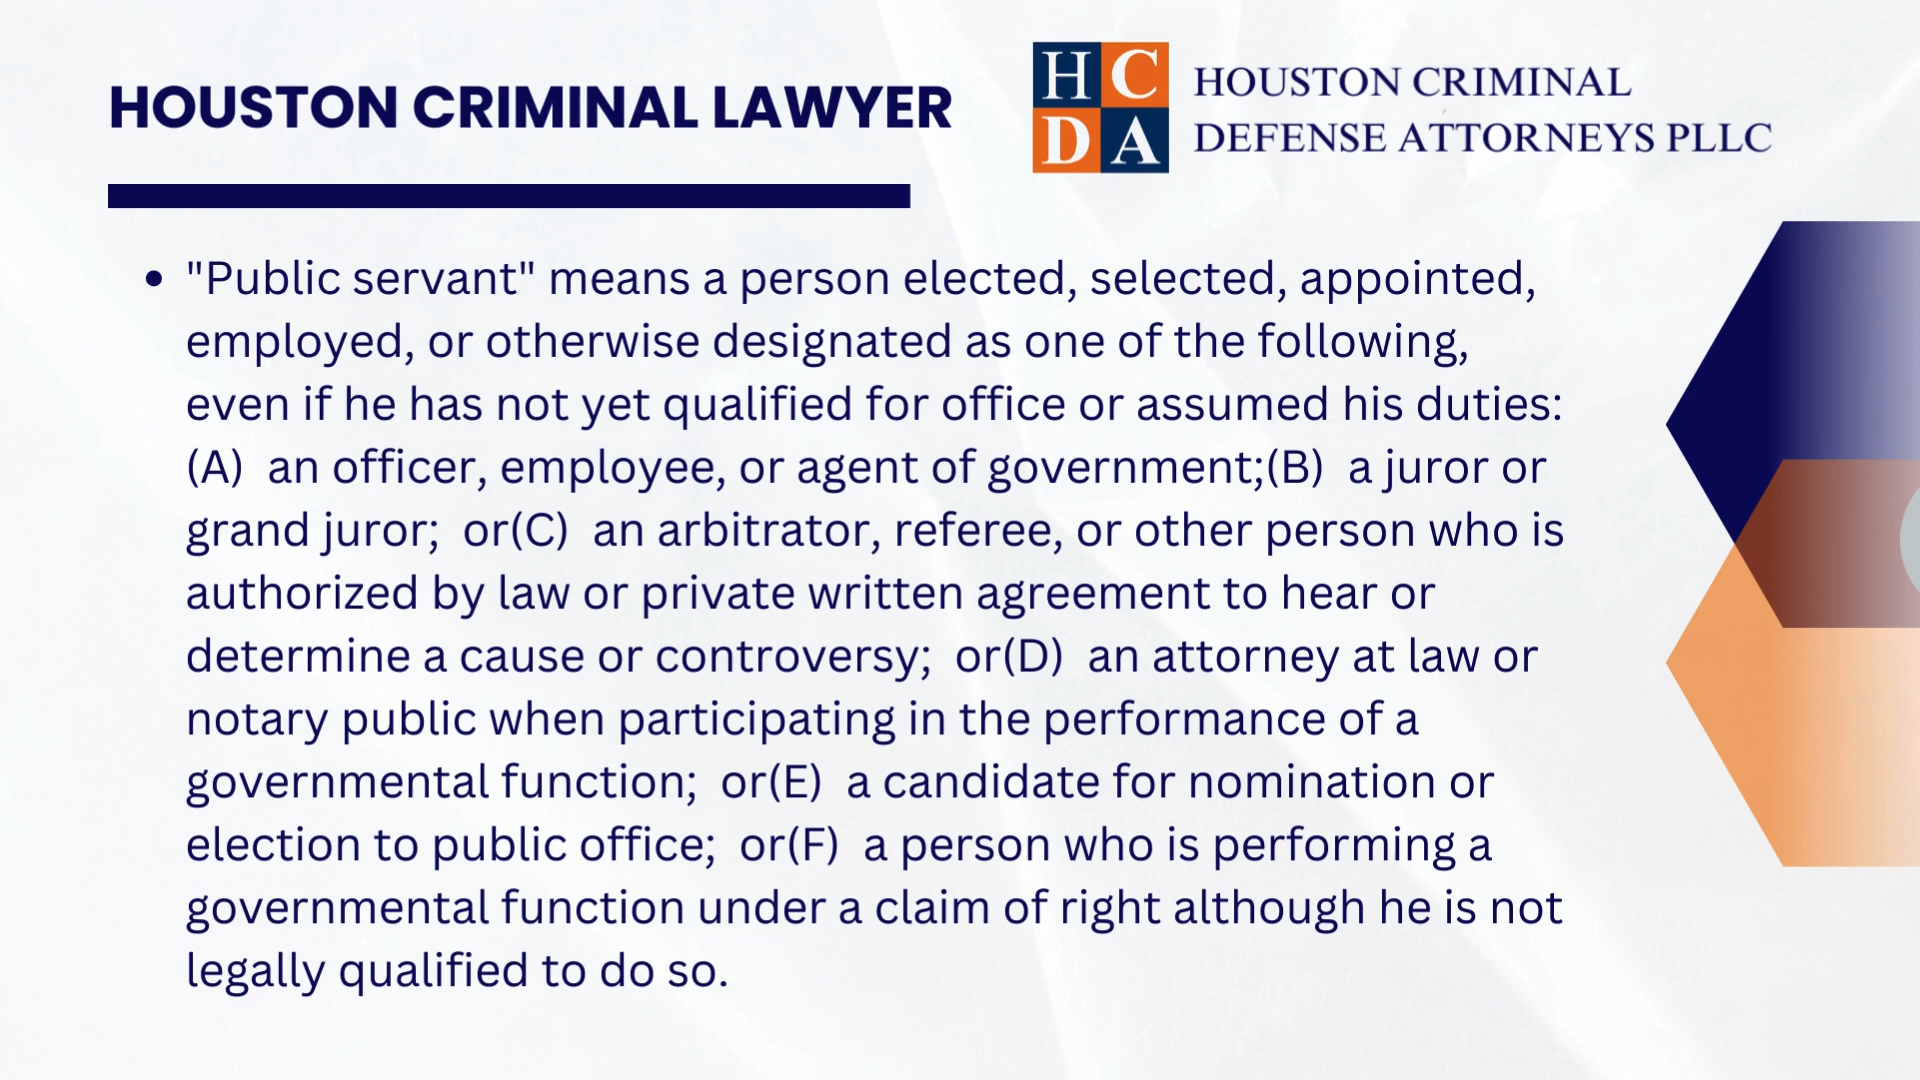 HOUSTON CRIMINAL LAWYER
H C
D A
HOUSTON CRIMINAL
DEFENSE ATTORNEYS PLLC
• "Public servant" means a person elected, selected, appointed,
employed, or otherwise designated as one of the following,
even if he has not yet qualified for office or assumed his duties:
(A)  an officer, employee, or agent of government;(B)  a juror or
grand juror;  or(C)  an arbitrator, referee, or other person who is
authorized by law or private written agreement to hear or
determine a cause or controversy;  or(D)  an attorney at law or
notary public when participating in the performance of a
governmental function;  or(E)  a candidate for nomination or
election to public office;  or(F)  a person who is performing a
governmental function under a claim of right although he is not
legally qualified to do so.